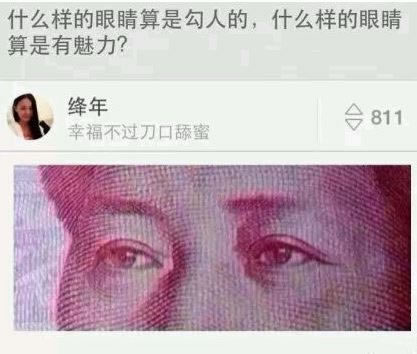 什么样的眼睛算是勾人的，什么样的眼睛
算是有魅力?
绛年
811
幸福不过刀口舔蜜